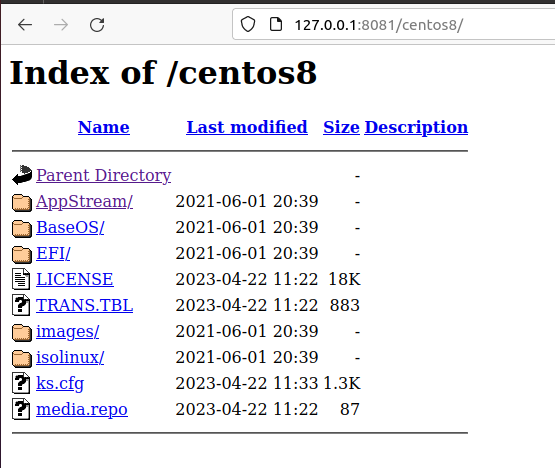 127.0.0.1:8081/centos8/
Index of /centos8
Name Last modified Size Description
Parent Directory -
AppStream/ 2021-06-01 20:39 -
BaseOS/ 2021-06-01 20:39 -
EFI/ 2021-06-01 20:39 -
LICENSE 2023-04-22 11:22 18K
TRANS.TBL 2023-04-22 11:22 883
images/ 2021-06-01 20:39 -
isolinux/ 2021-06-01 20:39 -
ks.cfg 2023-04-22 11:33 1.3K
media.repo 2023-04-22 11:22 87